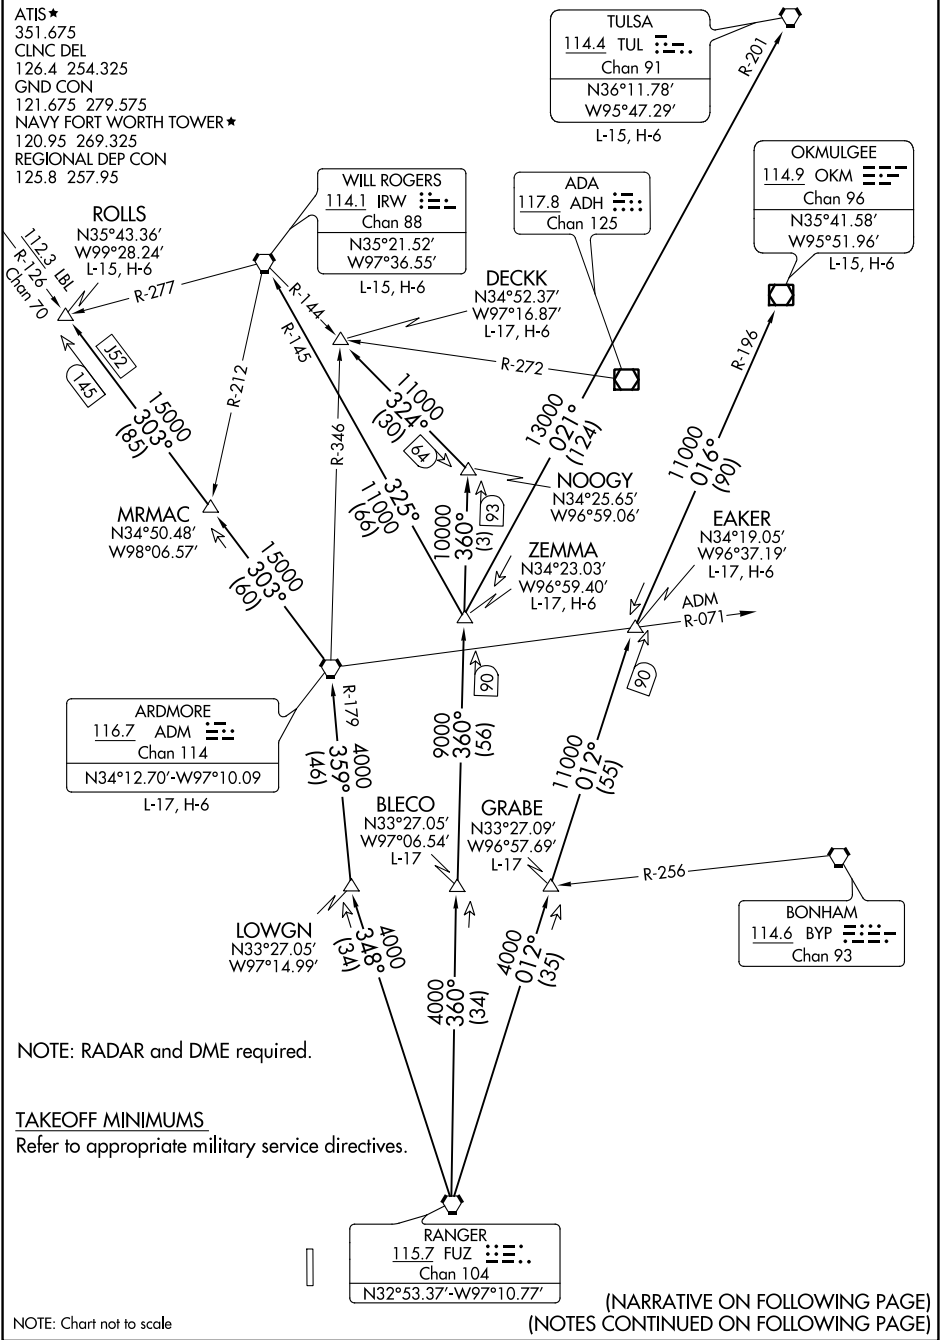 ATIS★
351.675
CLNC DEL
126.4 254.325
GND CON
121.675 279.575
NAVY FORT WORTH TOWER★
120.95 269.325
REGIONAL DEP CON
125.8 257.95
TULSA
114.4 TUL
Chan 91
N36°11.78'
W95°47.29'
L-15, H-6
R-201
OKMULGEE
114.9 OKM
Chan 96
N35°41.58'
W95°51.96'
L-15, H-6
WILL ROGERS
114.1 IRW
Chan 88
N35°21.52'
W97°36.55'
L-15, H-6
ADA
117.8 ADH
Chan 125
ROLLS
N35°43.36'
W99°28.24'
L-15, H-6
112.3 LBL
R-126
Chan 70
R-277
DECKK
N34°52.37'
W97°16.87'
L-17, H-6
R-144
R-145
R-272
R-196
J52
145
15000
303°
(85)
R-212
R-346
11000
324°
(30)
64
13000
021°
(124)
11000
016°
(90)
NOOGY
N34°25.65'
W96°59.06'
325°
11000
(66)
10000
360°
(3)
93
MRMAC
N34°50.48'
W98°06.57'
15000
303°
(60)
ZEMMA
N34°23.03'
W96°59.40'
L-17, H-6
EAKER
N34°19.05'
W96°37.19'
L-17, H-6
ADM
R-071
90
90
ARDMORE
116.7 ADM
Chan 114
N34°12.70'-W97°10.09
L-17, H-6
R-179
4000
359°
(46)
9000
360°
(56)
11000
012°
(55)
BLECO
N33°27.05'
W97°06.54'
L-17
GRABE
N33°27.09'
W96°57.69'
L-17
R-256
BONHAM
114.6 BYP
Chan 93
LOWGN
N33°27.05'
W97°14.99'
4000
348°
(34)
4000
360°
(34)
4000
012°
(35)
NOTE: RADAR and DME required.
TAKEOFF MINIMUMS
Refer to appropriate military service directives.
RANGER
115.7 FUZ
Chan 104
N32°53.37'-W97°10.77'
NOTE: Chart not to scale
(NARRATIVE ON FOLLOWING PAGE)
(NOTES CONTINUED ON FOLLOWING PAGE)